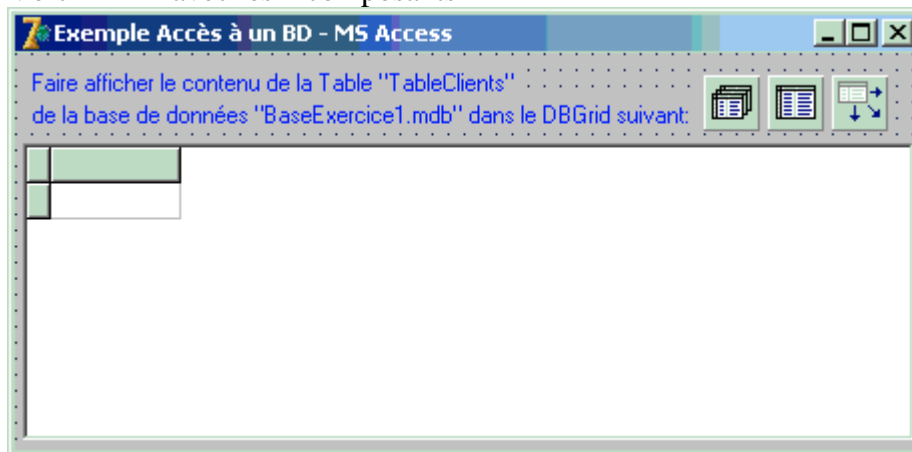 Exemple Accès à un BD - MS Access
Faire afficher le contenu de la Table "TableClients"
de la base de données "BaseExercice1.mdb" dans le DBGrid suivant: